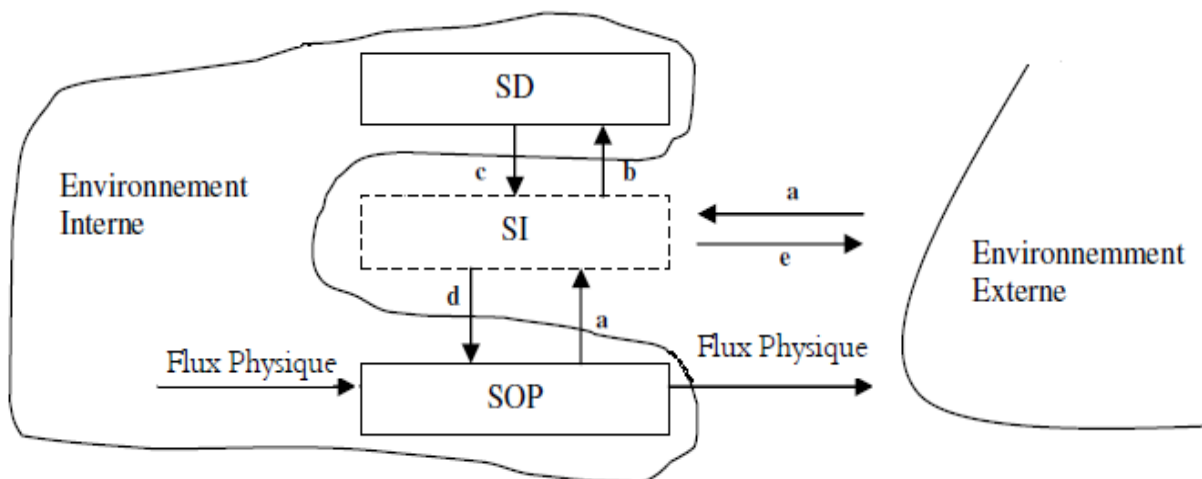 SD
c
b
Environnement
Interne
SI
a
e
Environnemment
Externe
d
a
Flux Physique
Flux Physique
SOP